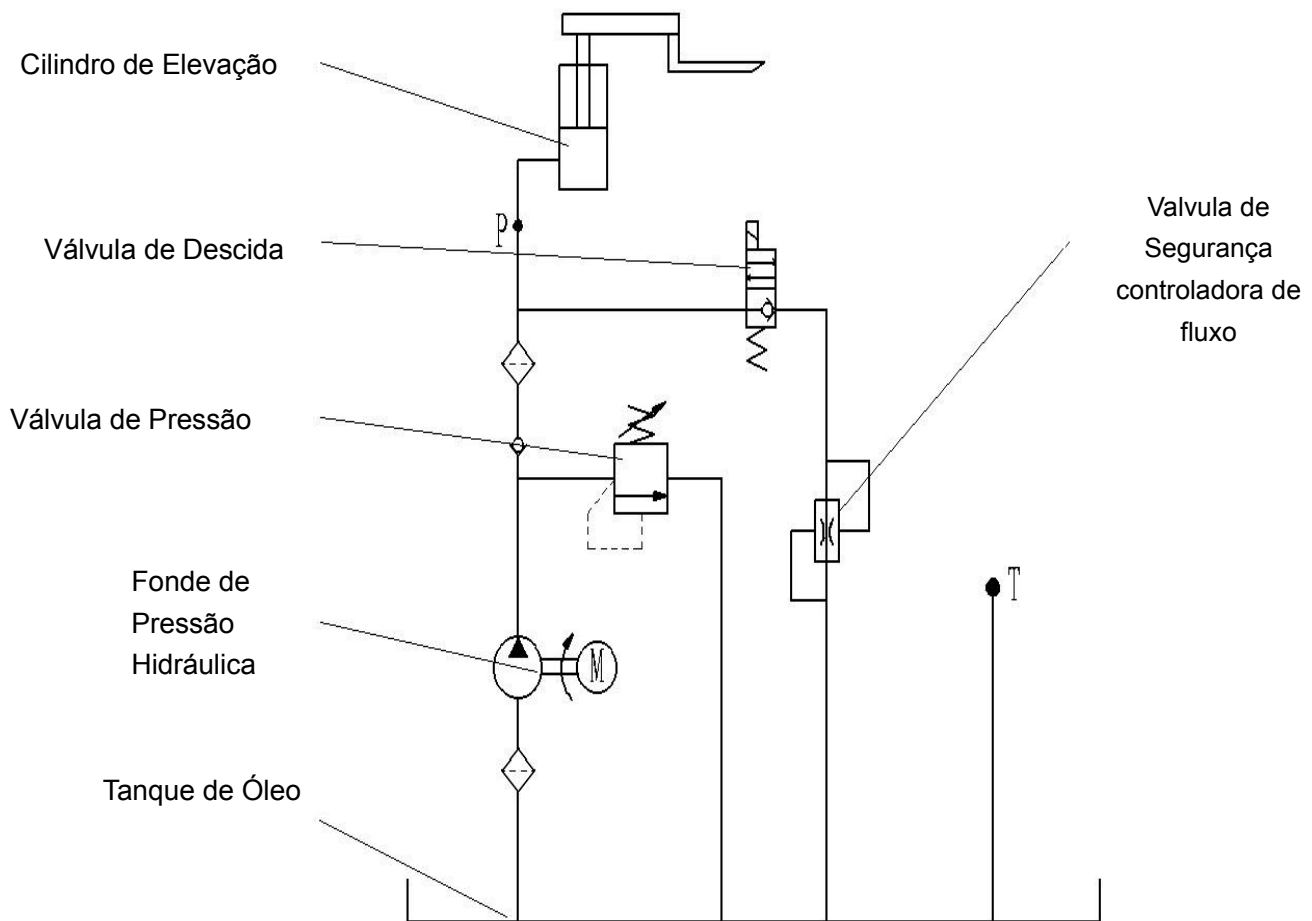 Cilindro de Elevação
P
Válvula de Descida
Valvula de
Segurança
controladora de
fluxo
Válvula de Pressão
Fonde de
Pressão
Hidráulica
M
T
Tanque de Óleo